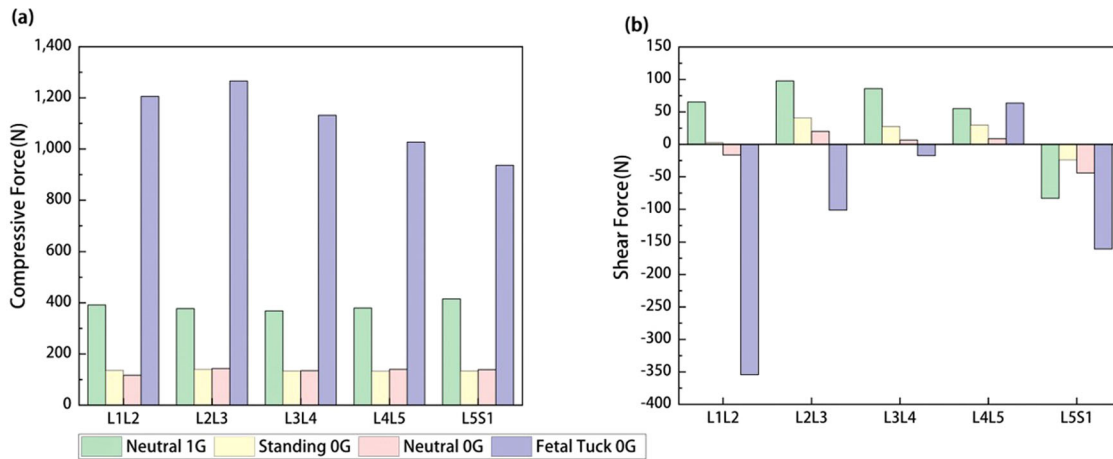 (a)
1,400
1,200
1,000
800
600
400
200
0
Compressive Force(N)
L1L2 L2L3 L3L4 L4L5 L5S1
(b)
150
100
50
0
-50
-100
-150
-200
-250
-300
-350
-400
Shear Force(N)
L1L2 L2L3 L3L4 L4L5 L5S1
Neutral 1G Standing 0G Neutral 0G Fetal Tuck 0G